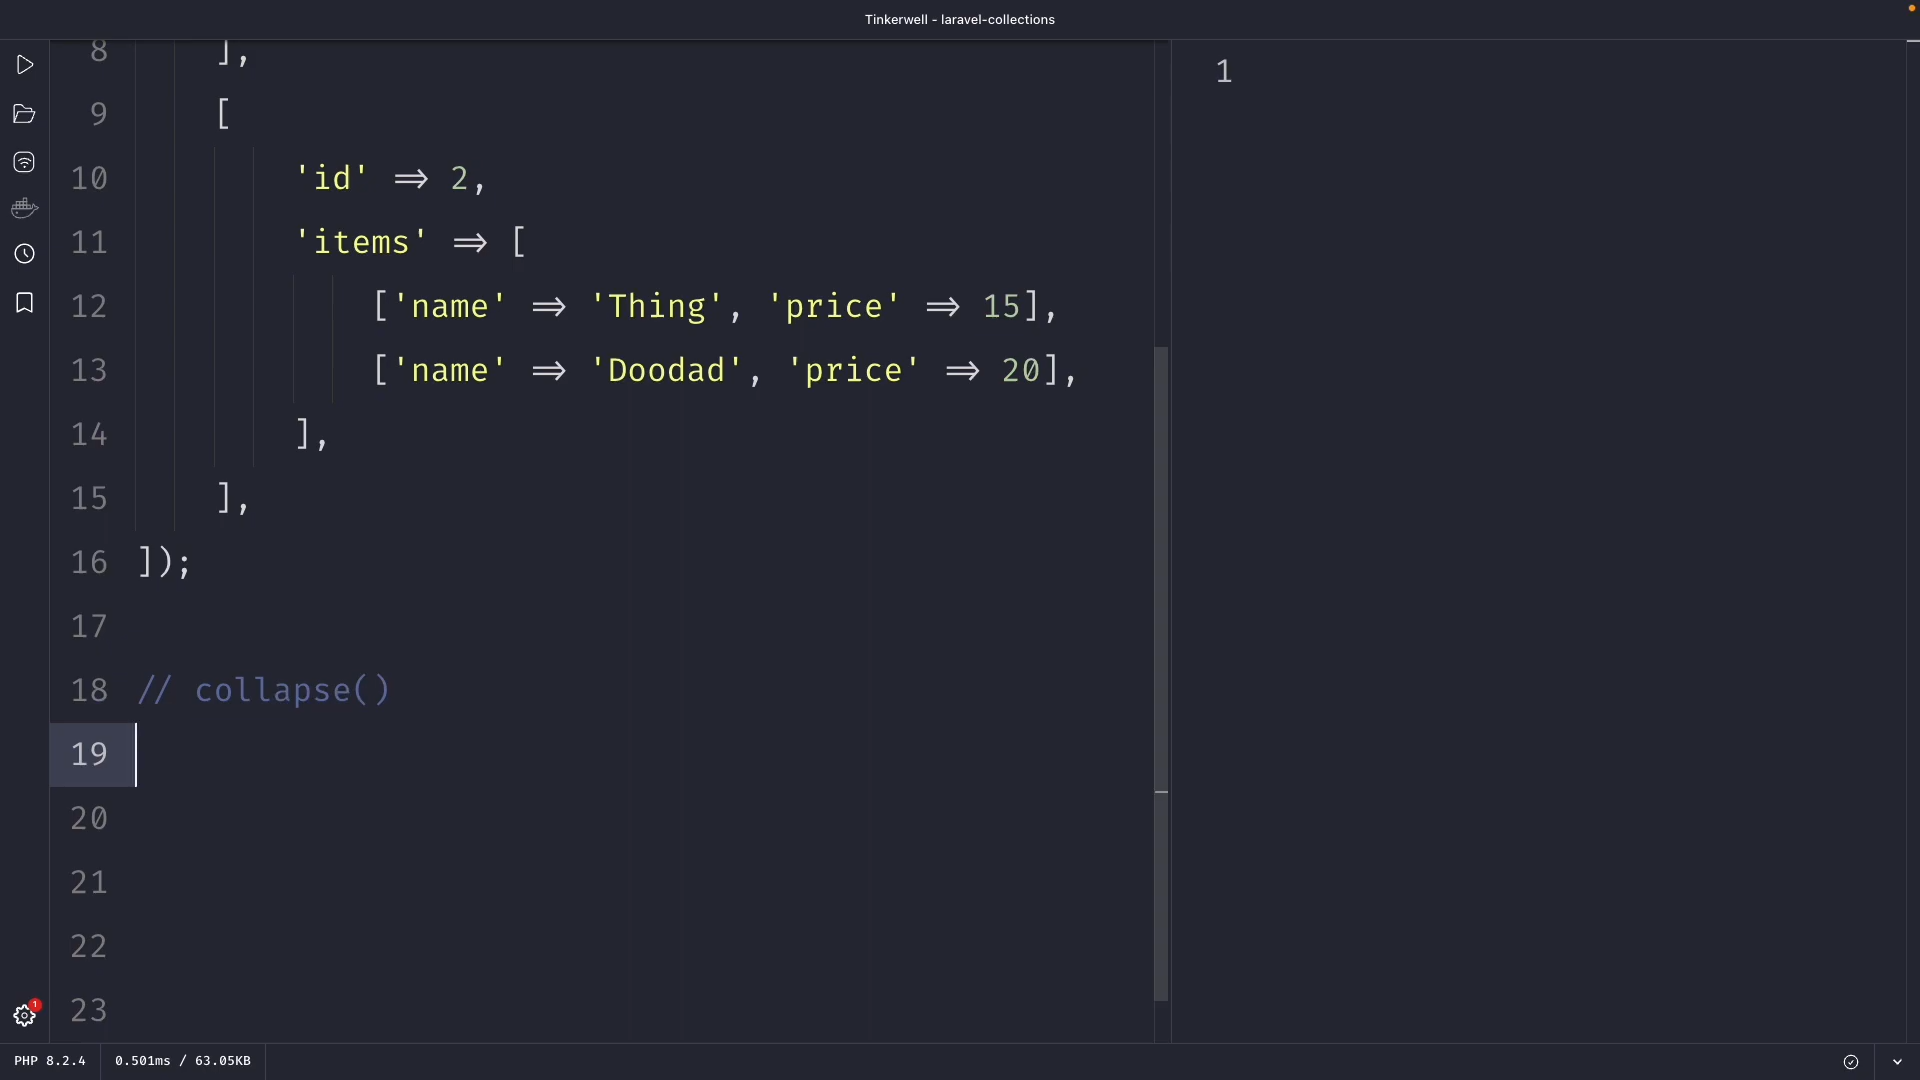 Tinkerwell - laravel-collections
8 ],
9 [
10 'id' => 2,
11 'items' => [
12 ['name' => 'Thing', 'price' => 15],
13 ['name' => 'Doodad', 'price' => 20],
14 ],
15 ],
16 ]);
17
18 // collapse()
19
20
21
22
23
1
1
PHP 8.2.4 0.501ms / 63.05KB